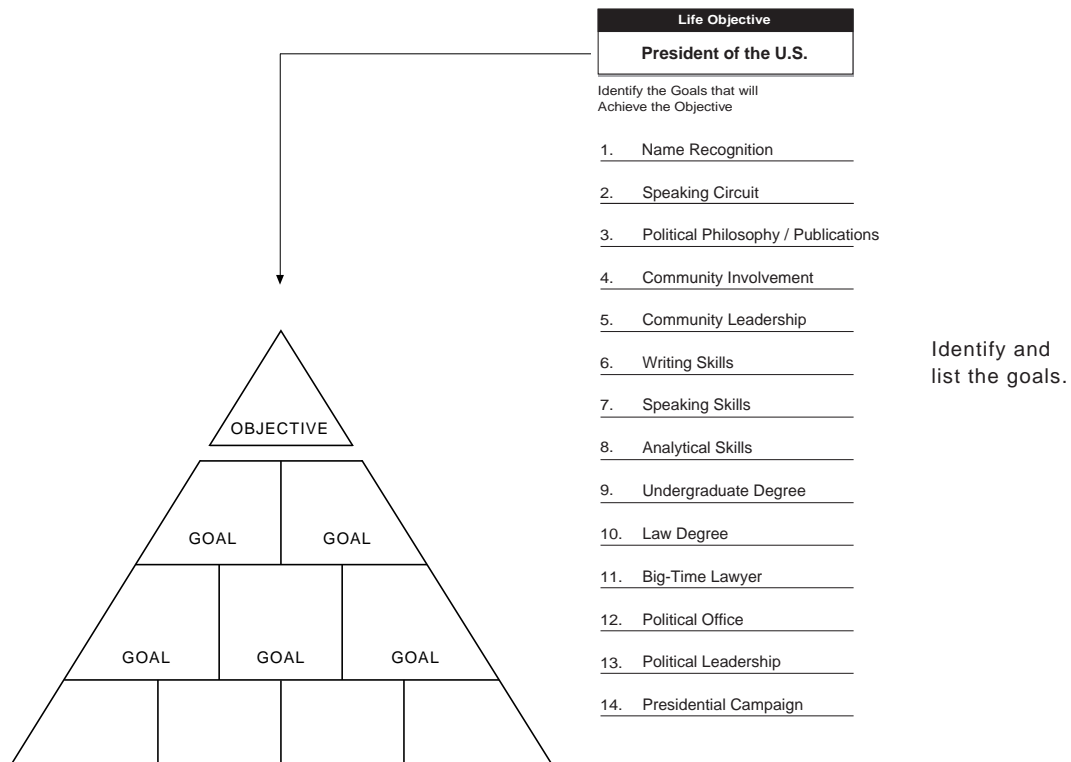 Life Objective
President of the U.S.
Identify the Goals that will
Achieve the Objective
1. Name Recognition
2. Speaking Circuit
3. Political Philosophy / Publications
4. Community Involvement
5. Community Leadership
6. Writing Skills
7. Speaking Skills
8. Analytical Skills
9. Undergraduate Degree
10. Law Degree
11. Big-Time Lawyer
12. Political Office
13. Political Leadership
14. Presidential Campaign
Identify and
list the goals.
OBJECTIVE
GOAL GOAL
GOAL GOAL GOAL